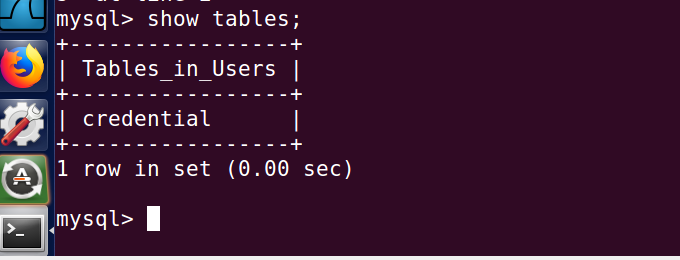 mysql> show tables;
+-----------------+
| Tables_in_Users |
+-----------------+
| credential      |
+-----------------+
1 row in set (0.00 sec)
mysql>